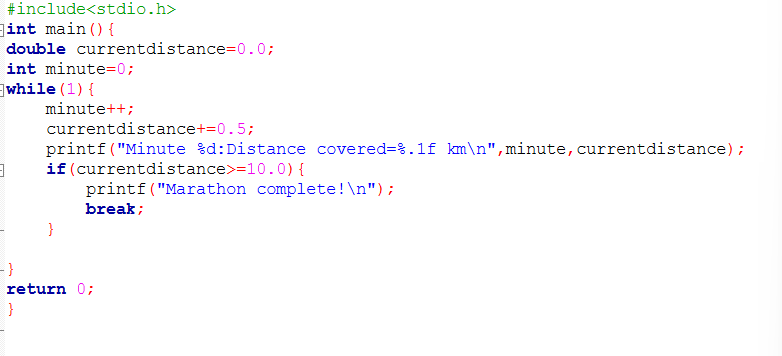 #include<stdio.h>
int main(){
double currentdistance=0.0;
int minute=0;
while(1){
    minute++;
    currentdistance+=0.5;
    printf("Minute %d:Distance covered=%.1f km\n",minute,currentdistance);
    if(currentdistance>=10.0){
        printf("Marathon complete!\n");
        break;
    }

}
return 0;
}